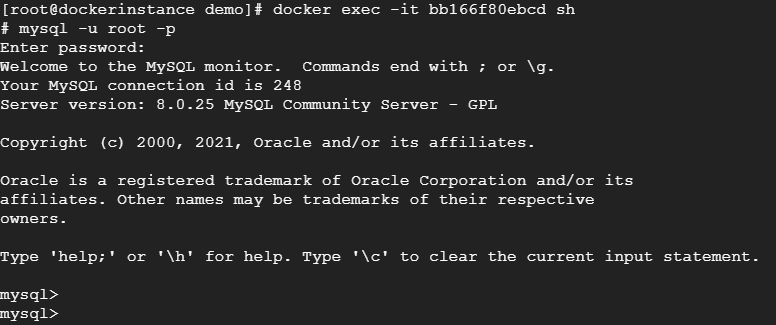 [root@dockerinstance demo]# docker exec -it bb166f80ebcd sh
# mysql -u root -p
Enter password:
Welcome to the MySQL monitor.  Commands end with ; or \g.
Your MySQL connection id is 248
Server version: 8.0.25 MySQL Community Server - GPL

Copyright (c) 2000, 2021, Oracle and/or its affiliates.

Oracle is a registered trademark of Oracle Corporation and/or its
affiliates. Other names may be trademarks of their respective
owners.

Type 'help;' or '\h' for help. Type '\c' to clear the current input statement.

mysql>
mysql>